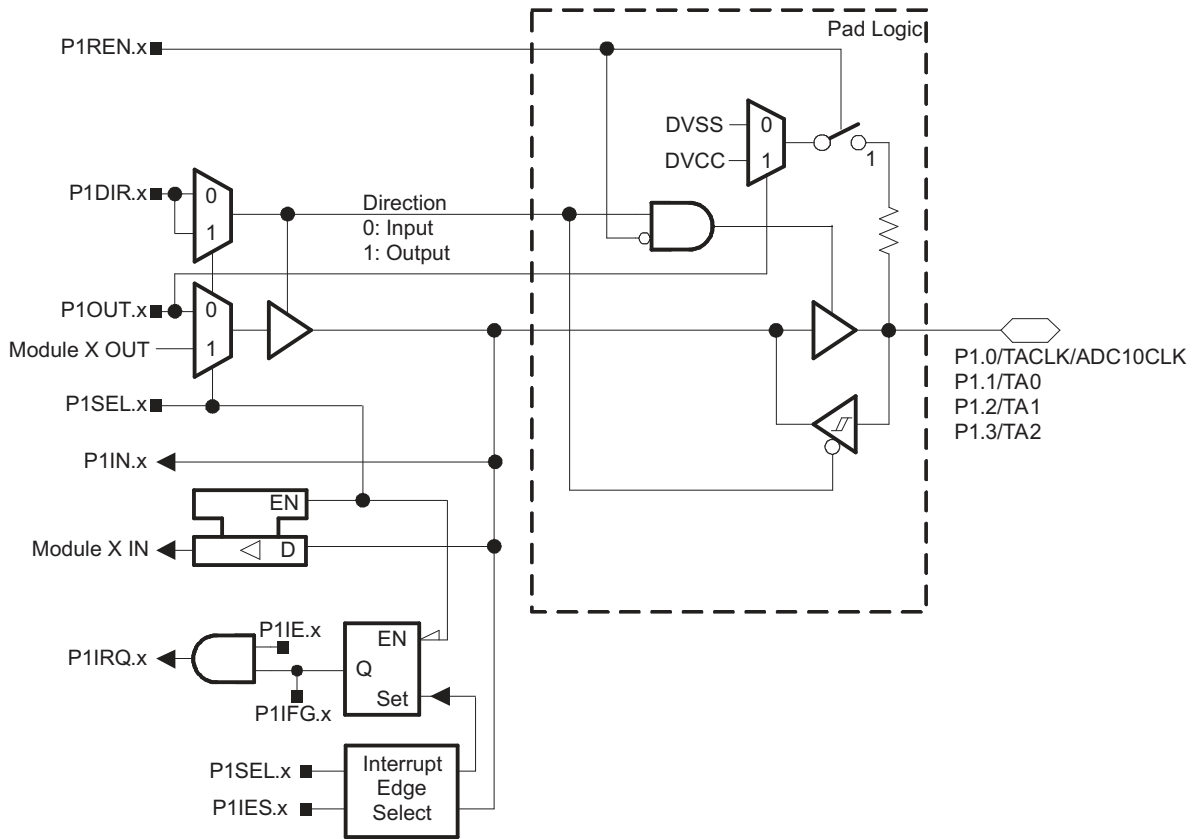 Pad Logic
P1REN.x
DVSS
0
DVCC
1
1
P1DIR.x
0
1
Direction
0: Input
1: Output
P1OUT.x
0
Module X OUT
1
P1.0/TACLK/ADC10CLK
P1.1/TA0
P1.2/TA1
P1.3/TA2
P1SEL.x
P1IN.x
EN
Module X IN
D
P1IE.x
P1IRQ.x
EN
Q
Set
P1IFG.x
P1SEL.x
P1IES.x
Interrupt
Edge
Select